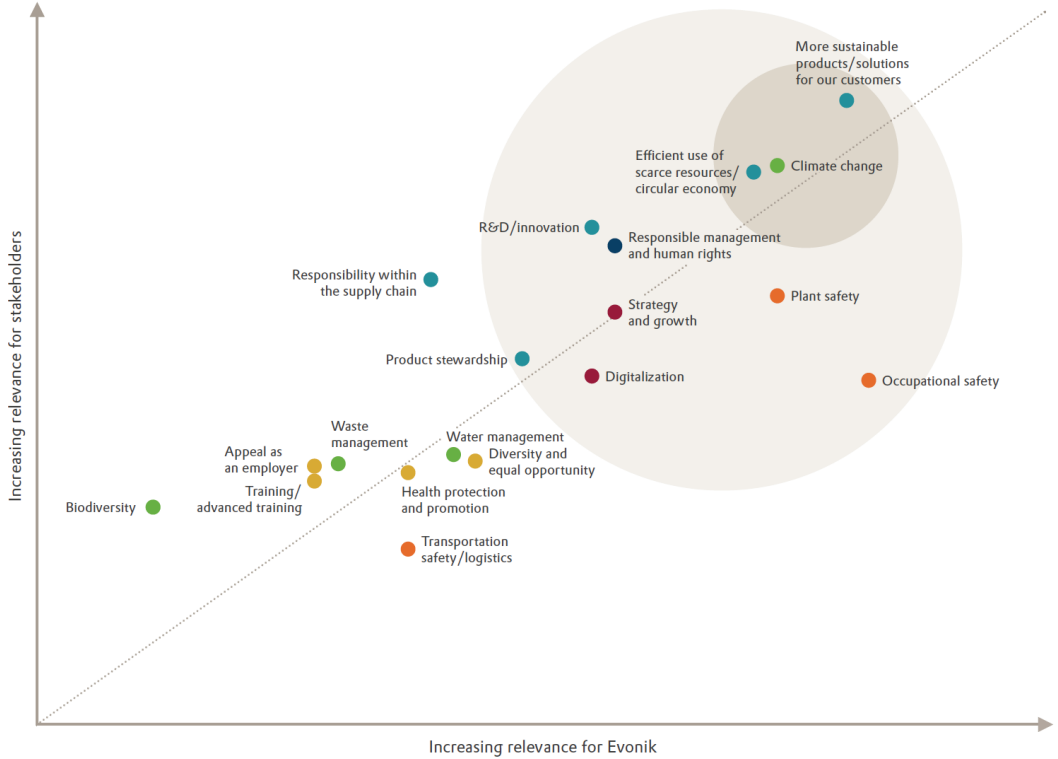 More sustainable
products/solutions
for our customers
Efficient use of
scarce resources/
circular economy
Climate change
R&D/innovation
Responsible management
and human rights
Responsibility within
the supply chain
Plant safety
Strategy
and growth
Product stewardship
Digitalization
Occupational safety
Waste
management
Water management
Appeal as
an employer
Diversity and
equal opportunity
Training/
advanced training
Health protection
and promotion
Biodiversity
Transportation
safety/logistics
Increasing relevance for stakeholders
Increasing relevance for Evonik